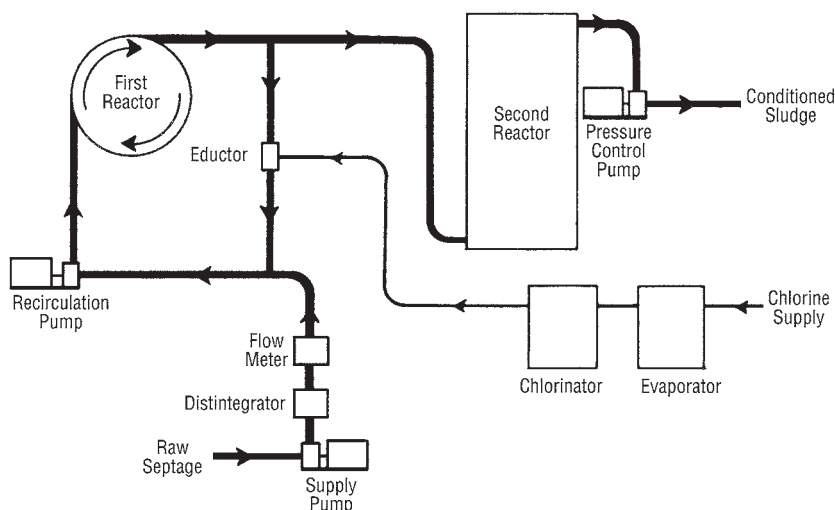 First
Reactor
Second
Reactor
Conditioned
Sludge
Pressure
Control
Pump
Eductor
Recirculation
Pump
Chlorine
Supply
Flow
Meter
Chlorinator
Evaporator
Distintegrator
Raw
Septage
Supply
Pump